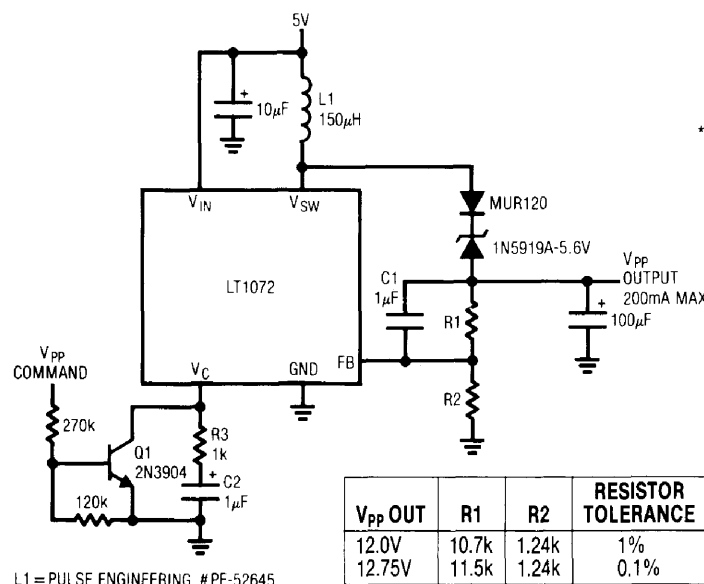 5V
10μF
L1
150μH
*
V_IN
V_SW
MUR120
1N5919A-5.6V
LT1072
C1
1μF
V_PP
OUTPUT
200mA MAX
R1
100μF
V_PP
COMMAND
V_C
GND
FB
R2
270k
R3
1k
Q1
2N3904
C2
1μF
120k
V_PP OUT R1 R2 RESISTOR TOLERANCE
12.0V 10.7k 1.24k 1%
12.75V 11.5k 1.24k 0.1%
L1 = PULSE ENGINEERING #PE-52645